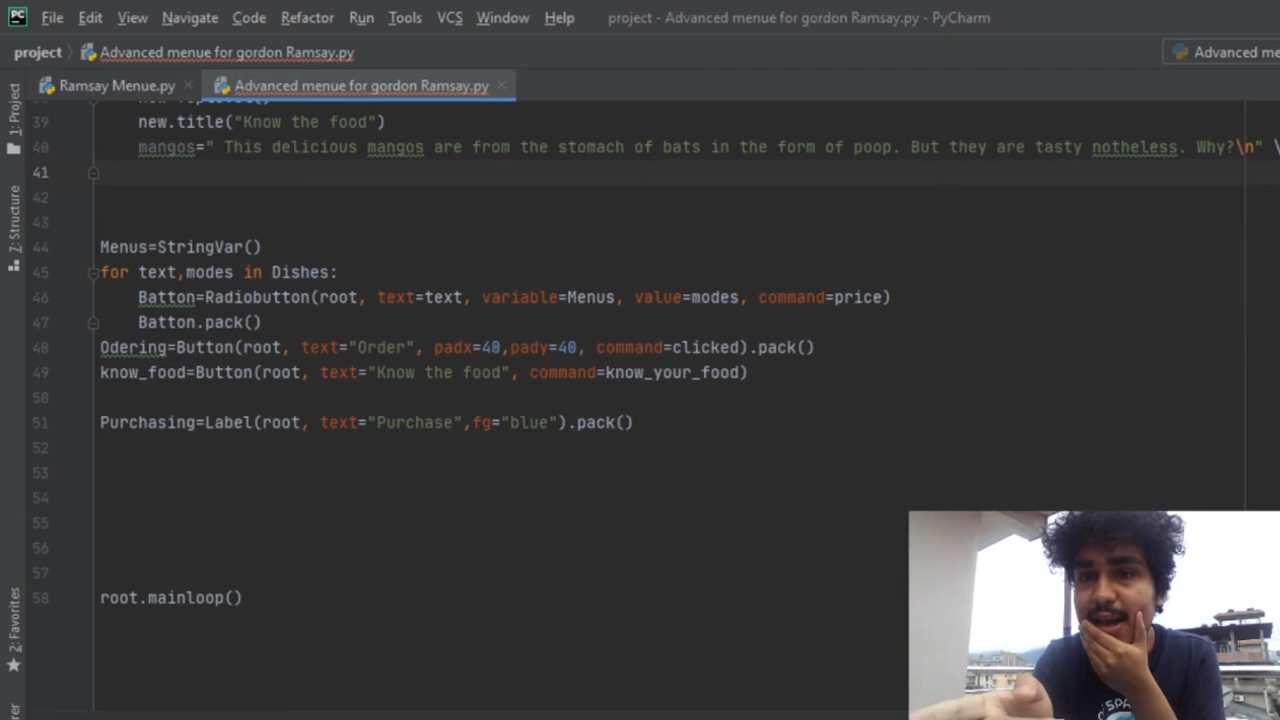 PC File Edit View Navigate Code Refactor Run Tools VCS Window Help project - Advanced menue for gordon Ramsay.py - PyCharm
project Advanced menue for gordon Ramsay.py Advanced me
Ramsay Menue.py Advanced menue for gordon Ramsay.py
1: Project
Z: Structure
2: Favorites
39 new.title("Know the food")
40 mangos=" This delicious mangos are from the stomach of bats in the form of poop. But they are tasty notheless. Why?\n" \
41
42
43
44 Menus=StringVar()
45 for text,modes in Dishes:
46 Batton=Radiobutton(root, text=text, variable=Menus, value=modes, command=price)
47 Batton.pack()
48 Odering=Button(root, text="Order", padx=40,pady=40, command=clicked).pack()
49 know_food=Button(root, text="Know the food", command=know_your_food)
50
51 Purchasing=Label(root, text="Purchase",fg="blue").pack()
52
53
54
55
56
57
58 root.mainloop()